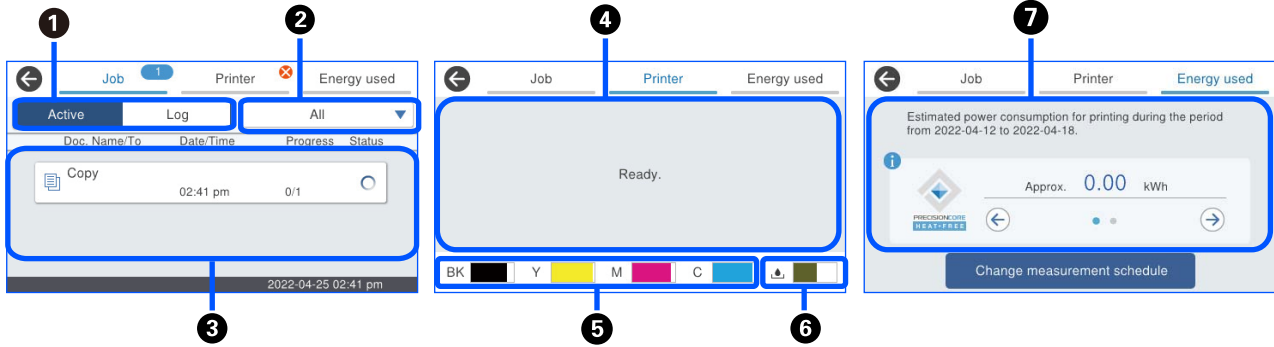 1
2
4
7
Job 1 Printer Energy used
Active Log All
Doc. Name/To Date/Time Progress Status
Copy
02:41 pm 0/1
2022-04-25 02:41 pm
3
Job Printer Energy used
Ready.
BK Y M C
5
6
Job Printer Energy used
Estimated power consumption for printing during the period
from 2022-04-12 to 2022-04-18.
i
Approx. 0.00 kWh
PRECISIONCORE
HEAT-FREE
Change measurement schedule